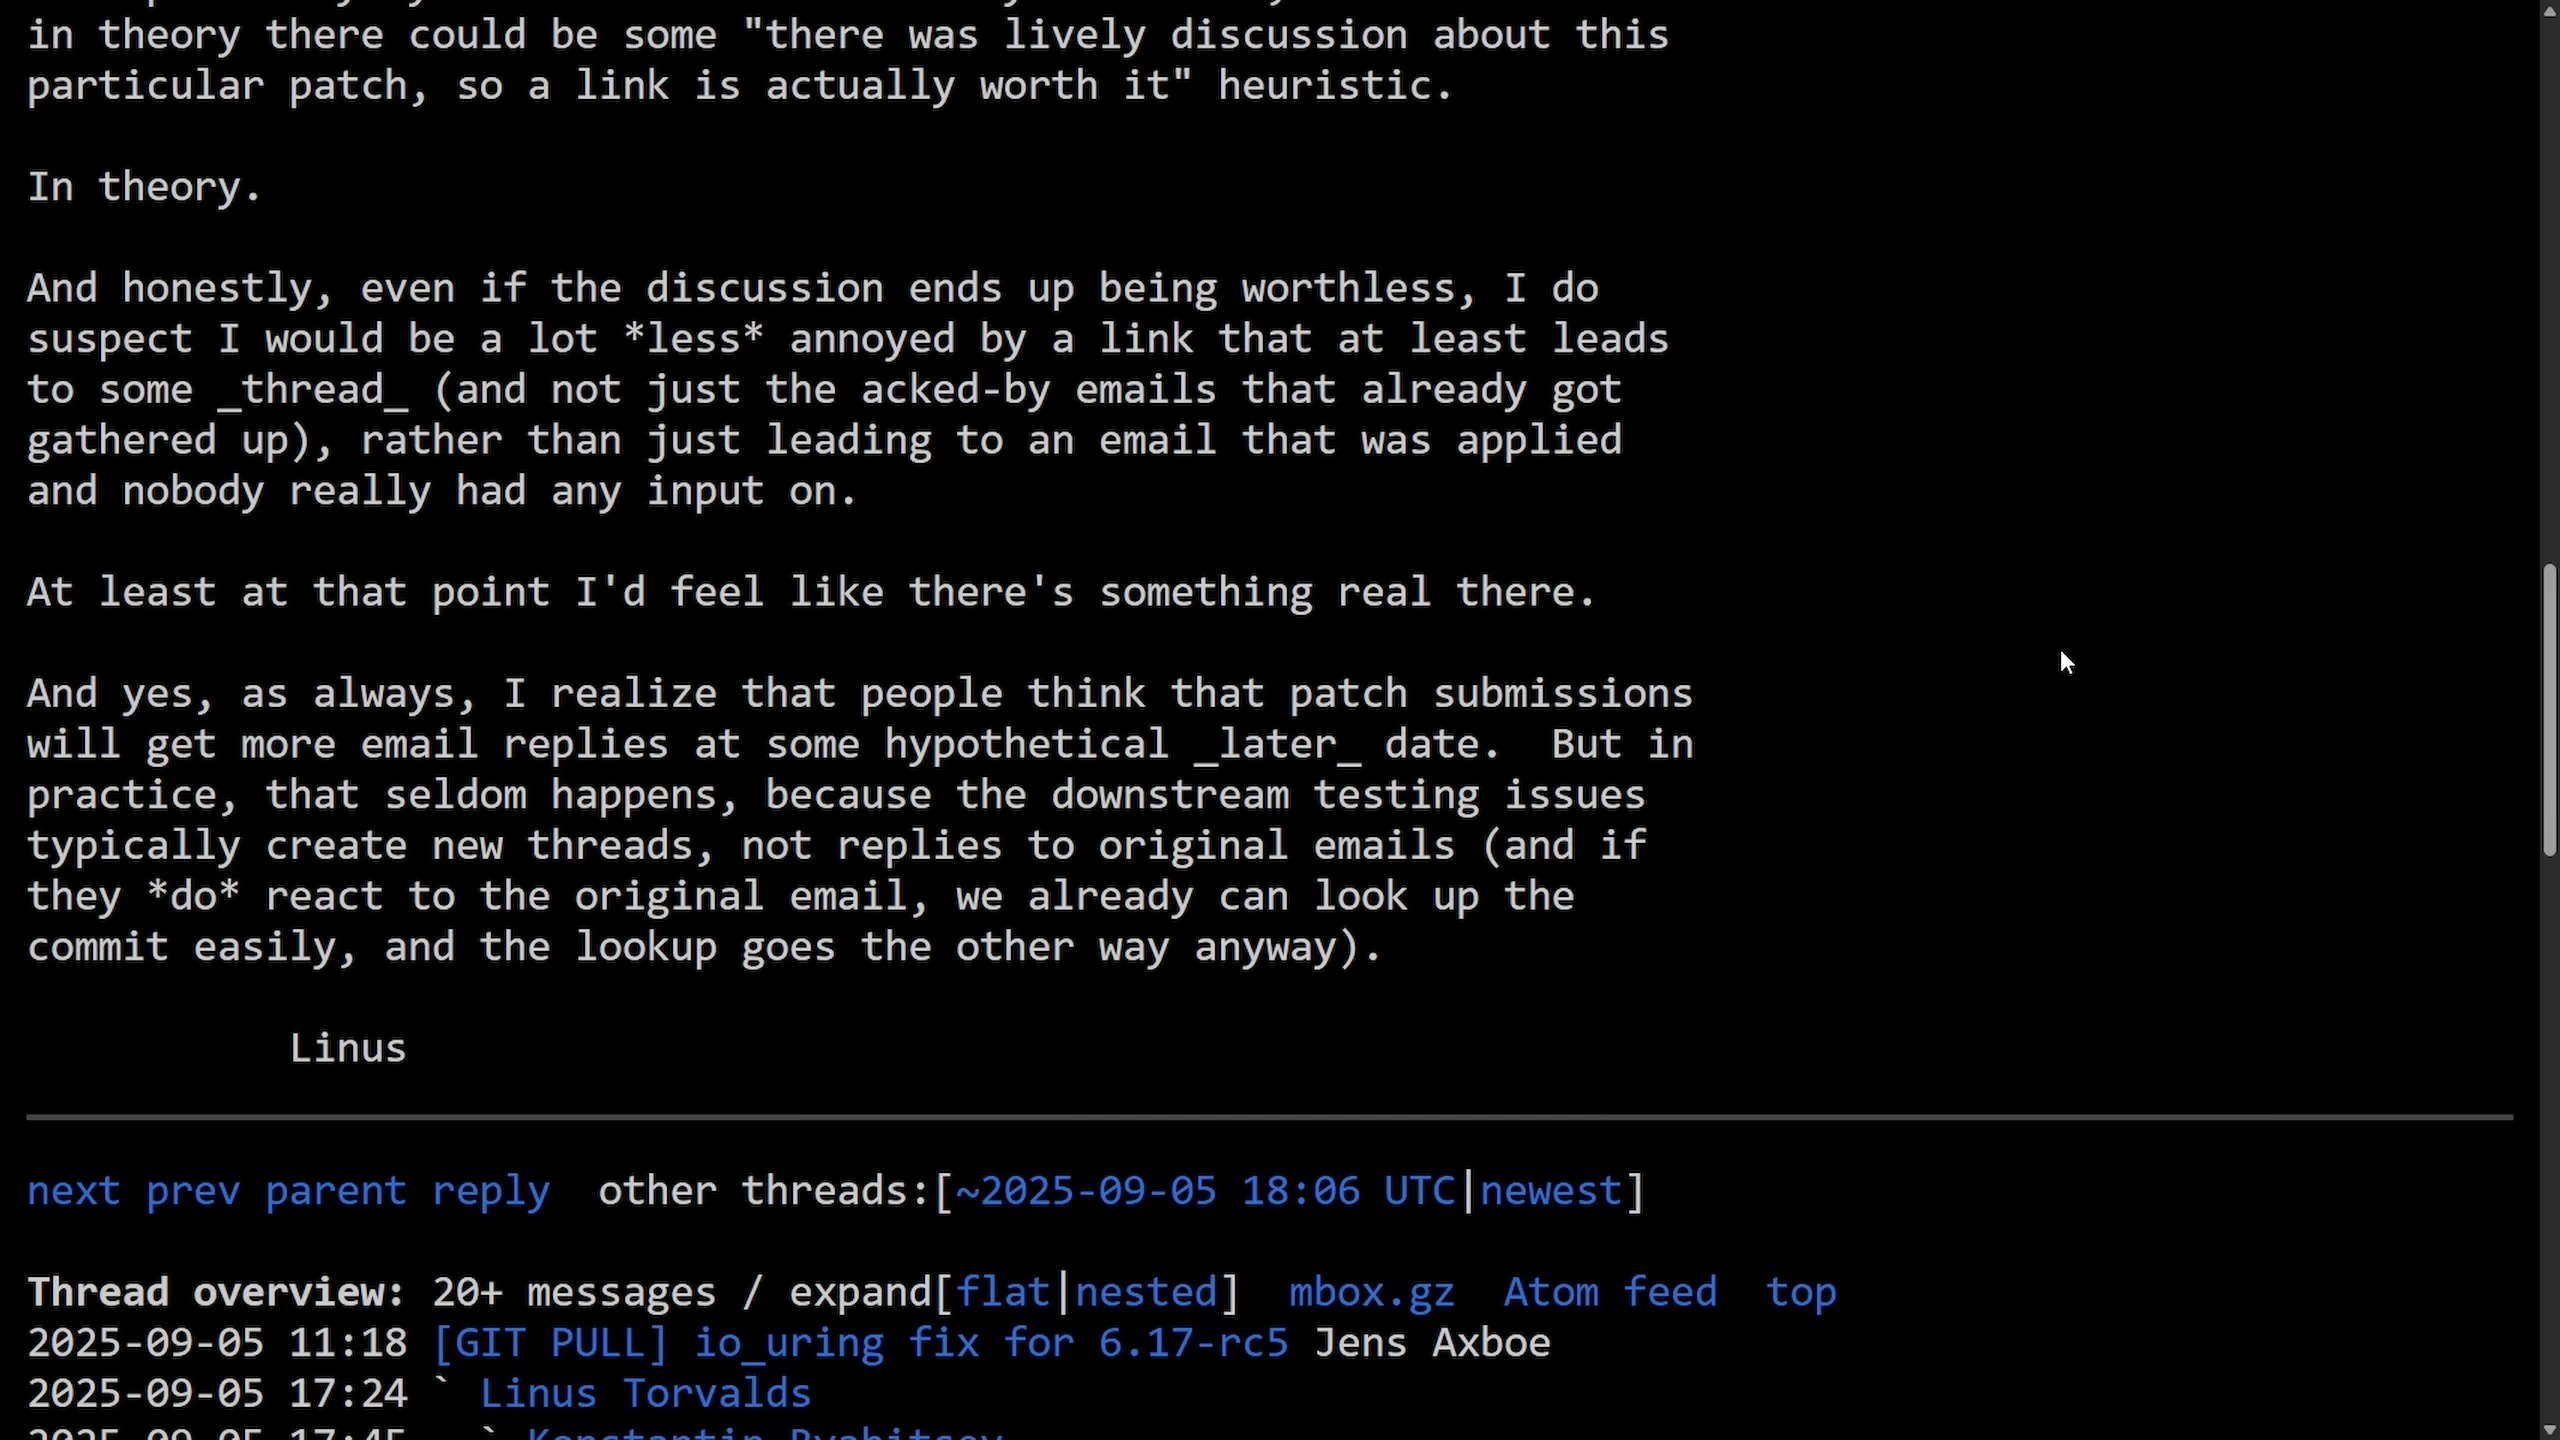 in theory there could be some "there was lively discussion about this
particular patch, so a link is actually worth it" heuristic.
In theory.
And honestly, even if the discussion ends up being worthless, I do
suspect I would be a lot *less* annoyed by a link that at least leads
to some _thread_ (and not just the acked-by emails that already got
gathered up), rather than just leading to an email that was applied
and nobody really had any input on.
At least at that point I'd feel like there's something real there.
And yes, as always, I realize that people think that patch submissions
will get more email replies at some hypothetical _later_ date.  But in
practice, that seldom happens, because the downstream testing issues
typically create new threads, not replies to original emails (and if
they *do* react to the original email, we already can look up the
commit easily, and the lookup goes the other way anyway).
Linus
next prev parent reply  other threads:[~2025-09-05 18:06 UTC|newest]
Thread overview: 20+ messages / expand[flat|nested]  mbox.gz  Atom feed  top
2025-09-05 11:18 [GIT PULL] io_uring fix for 6.17-rc5 Jens Axboe
2025-09-05 17:24 ` Linus Torvalds
2025-09-05 17:45   ` Konstantin Ryabitsev